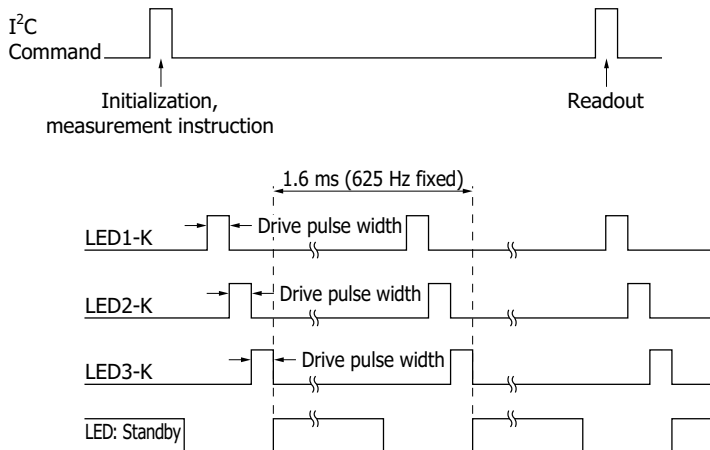 I²C
Command
Initialization,
measurement instruction
Readout
1.6 ms (625 Hz fixed)
LED1-K
Drive pulse width
LED2-K
Drive pulse width
LED3-K
Drive pulse width
LED: Standby